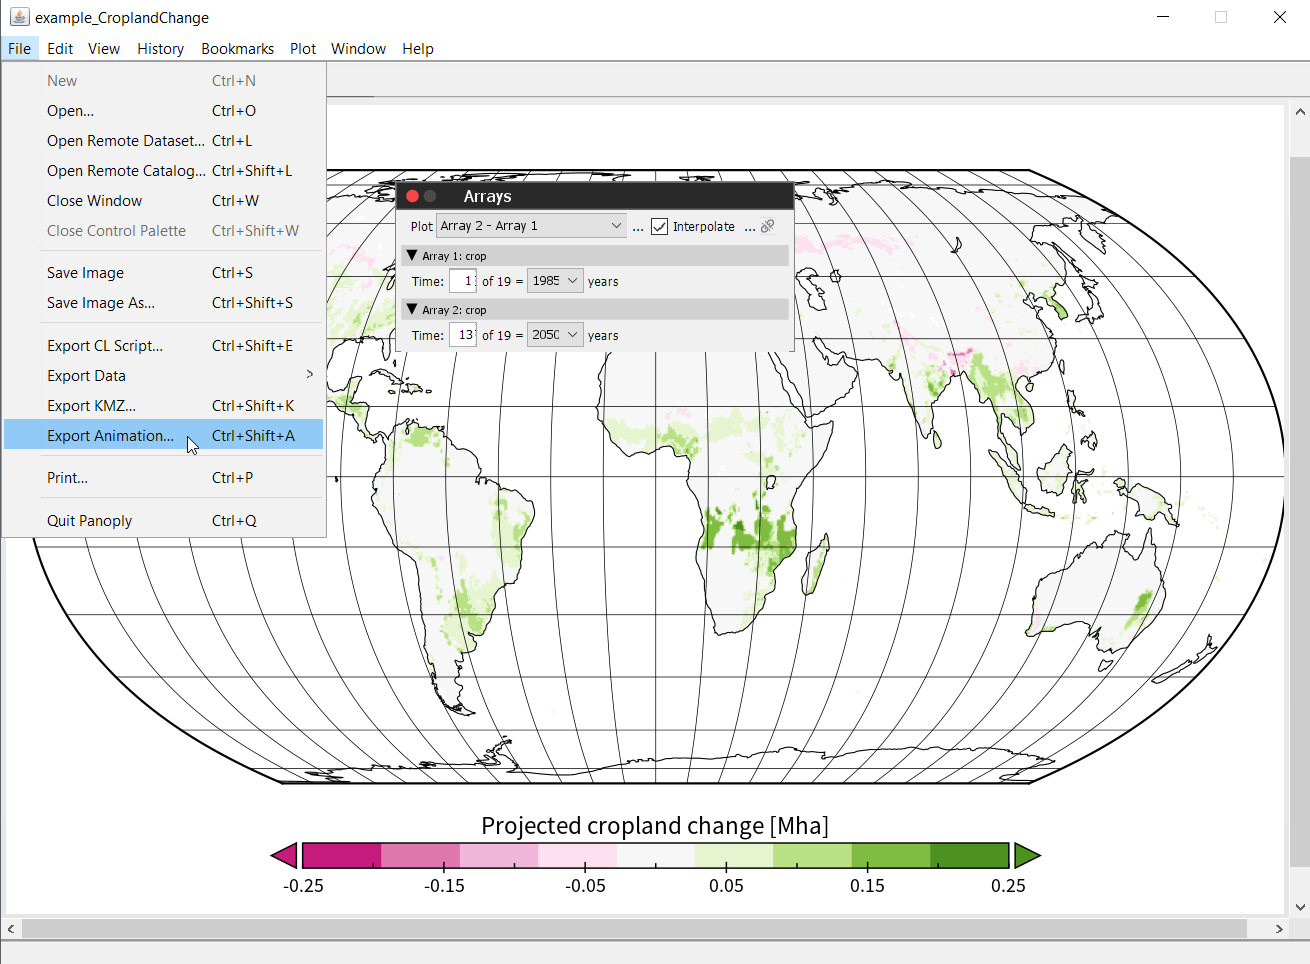 example_CroplandChange
File Edit View History Bookmarks Plot Window Help
New Ctrl+N
Open... Ctrl+O
Open Remote Dataset... Ctrl+L
Open Remote Catalog... Ctrl+Shift+L
Close Window Ctrl+W
Close Control Palette Ctrl+Shift+W
Save Image Ctrl+S
Save Image As... Ctrl+Shift+S
Export CL Script... Ctrl+Shift+E
Export Data >
Export KMZ... Ctrl+Shift+K
Export Animation... Ctrl+Shift+A
Print... Ctrl+P
Quit Panoply Ctrl+Q
Arrays
Plot Array 2 - Array 1 ... Interpolate ...
Array 1: crop
Time: 1 of 19 = 1985 years
Array 2: crop
Time: 13 of 19 = 2050 years
Projected cropland change [Mha]
-0.25 -0.15 -0.05 0.05 0.15 0.25